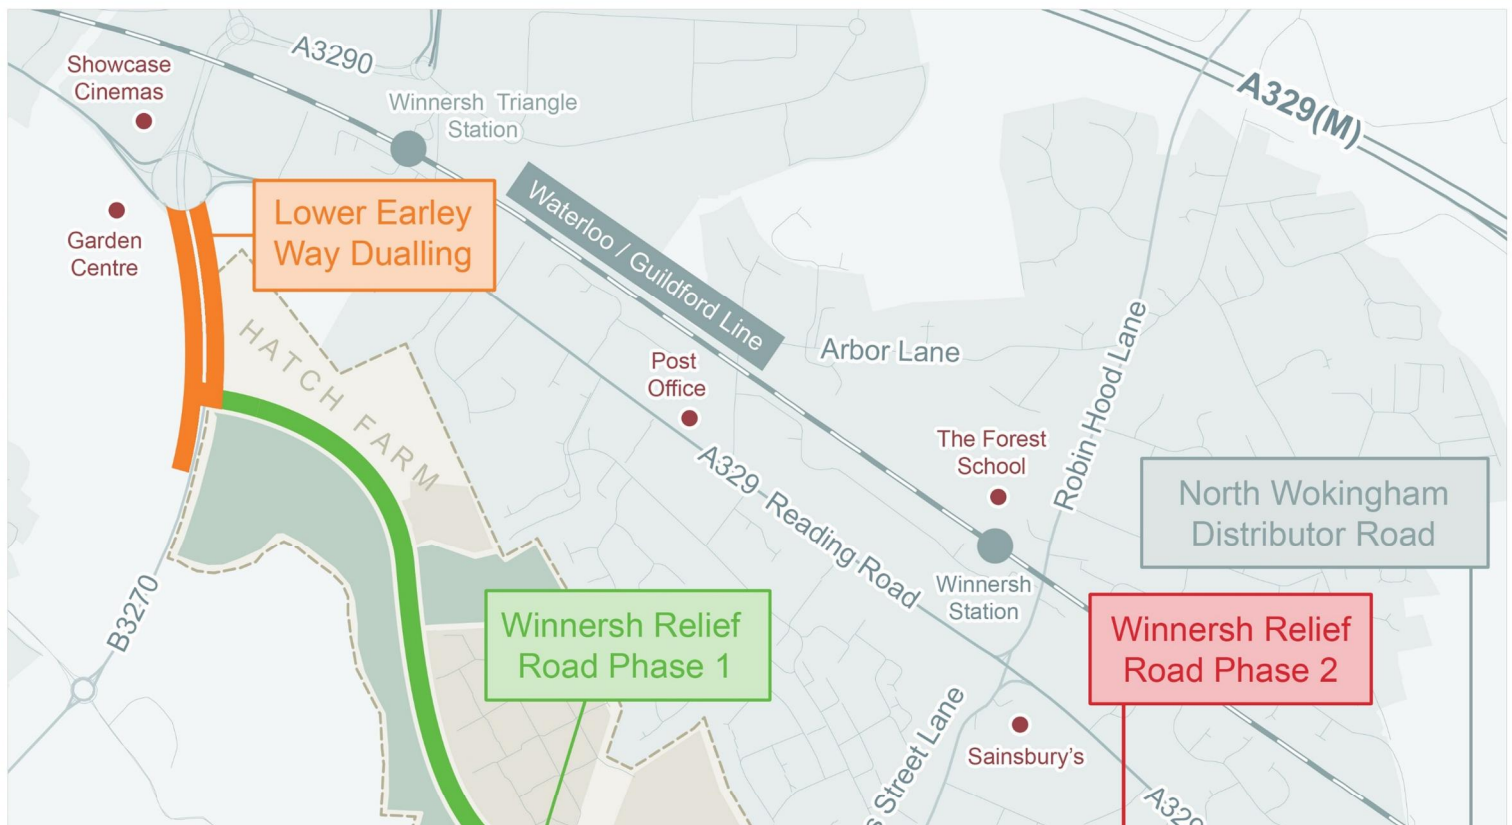 A3290
Showcase
Cinemas
Winnersh Triangle
Station
A329(M)
Lower Earley
Way Dualling
Garden
Centre
Waterloo / Guildford Line
HATCH FARM
Arbor Lane
Post
Office
Robin Hood Lane
The Forest
School
A329 Reading Road
North Wokingham
Distributor Road
Winnersh
Station
B3270
Winnersh Relief
Road Phase 1
Winnersh Relief
Road Phase 2
Sainsbury's
s Street Lane
A329